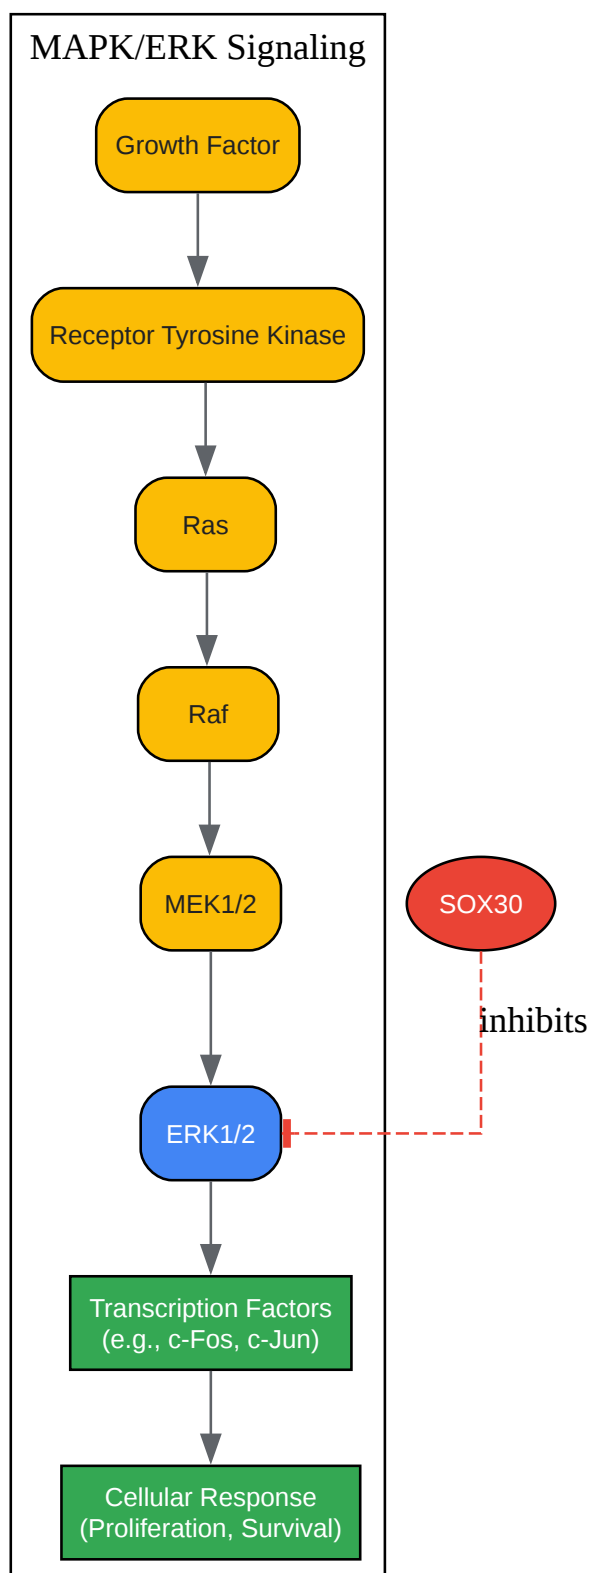 MAPK/ERK Signaling
Growth Factor
Receptor Tyrosine Kinase
Ras
Raf
MEK1/2
SOX30
inhibits
ERK1/2
Transcription Factors
(e.g., c-Fos, c-Jun)
Cellular Response
(Proliferation, Survival)